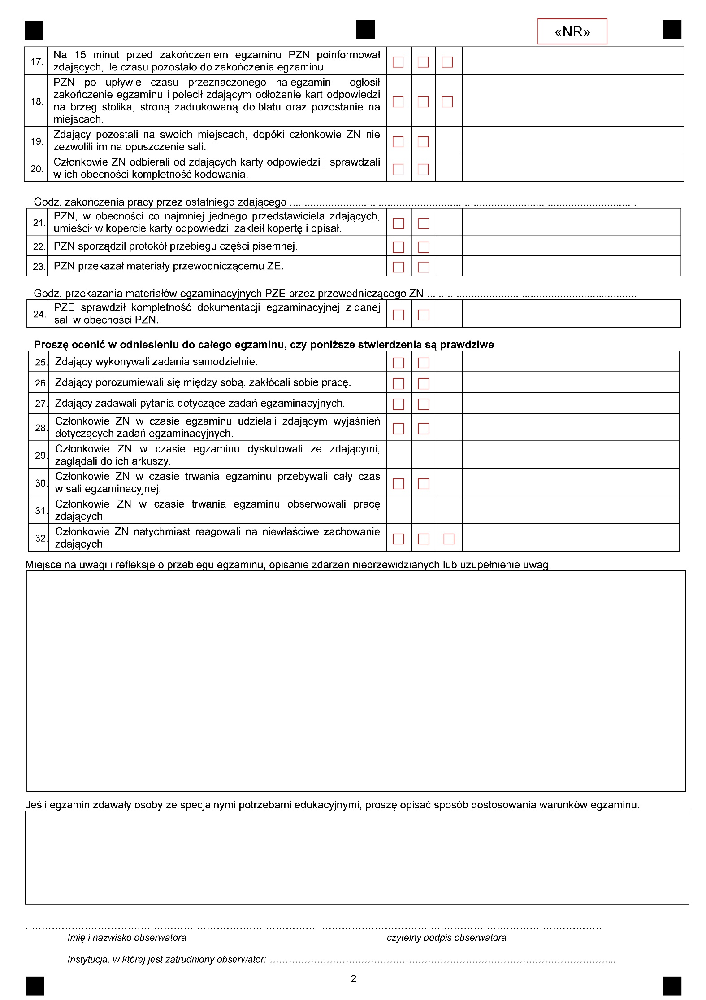 «NR»
17.
Na 15 minut przed zakończeniem egzaminu PZN poinformował
zdających, ile czasu pozostało do zakończenia egzaminu.
18.
PZN po upływie czasu przeznaczonego na egzamin ogłosił
zakończenie egzaminu i polecił zdającym odłożenie kart odpowiedzi
na brzeg stolika, stroną zadrukowaną do blatu oraz pozostanie na
miejscach.
19.
Zdający pozostali na swoich miejscach, dopóki członkowie ZN nie
zezwolili im na opuszczenie sali.
20.
Członkowie ZN odbierali od zdających karty odpowiedzi i sprawdzali
w ich obecności kompletność kodowania.
Godz. zakończenia pracy przez ostatniego zdającego ......................................................................................................................
21.
PZN, w obecności co najmniej jednego przedstawiciela zdających,
umieścił w kopercie karty odpowiedzi, zakleił kopertę i opisał.
22. PZN sporządził protokół przebiegu części pisemnej.
23. PZN przekazał materiały przewodniczącemu ZE.
Godz. przekazania materiałów egzaminacyjnych PZE przez przewodniczącego ZN .......................................................................
24.
PZE sprawdził kompletność dokumentacji egzaminacyjnej z danej
sali w obecności PZN.
Proszę ocenić w odniesieniu do całego egzaminu, czy poniższe stwierdzenia są prawdziwe
25. Zdający wykonywali zadania samodzielnie.
26. Zdający porozumiewali się między sobą, zakłócali sobie pracę.
27. Zdający zadawali pytania dotyczące zadań egzaminacyjnych.
28.
Członkowie ZN w czasie egzaminu udzielali zdającym wyjaśnień
dotyczących zadań egzaminacyjnych.
29.
Członkowie ZN w czasie egzaminu dyskutowali ze zdającymi,
zaglądali do ich arkuszy.
30.
Członkowie ZN w czasie trwania egzaminu przebywali cały czas
w sali egzaminacyjnej.
31.
Członkowie ZN w czasie trwania egzaminu obserwowali pracę
zdających.
32.
Członkowie ZN natychmiast reagowali na niewłaściwe zachowanie
zdających.
Miejsce na uwagi i refleksje o przebiegu egzaminu, opisanie zdarzeń nieprzewidzianych lub uzupełnienie uwag.
Jeśli egzamin zdawały osoby ze specjalnymi potrzebami edukacyjnymi, proszę opisać sposób dostosowania warunków egzaminu.
........................................................................................ .....................................................................................
Imię i nazwisko obserwatora czytelny podpis obserwatora
Instytucja, w której jest zatrudniony obserwator: ..............................................................................................................
2